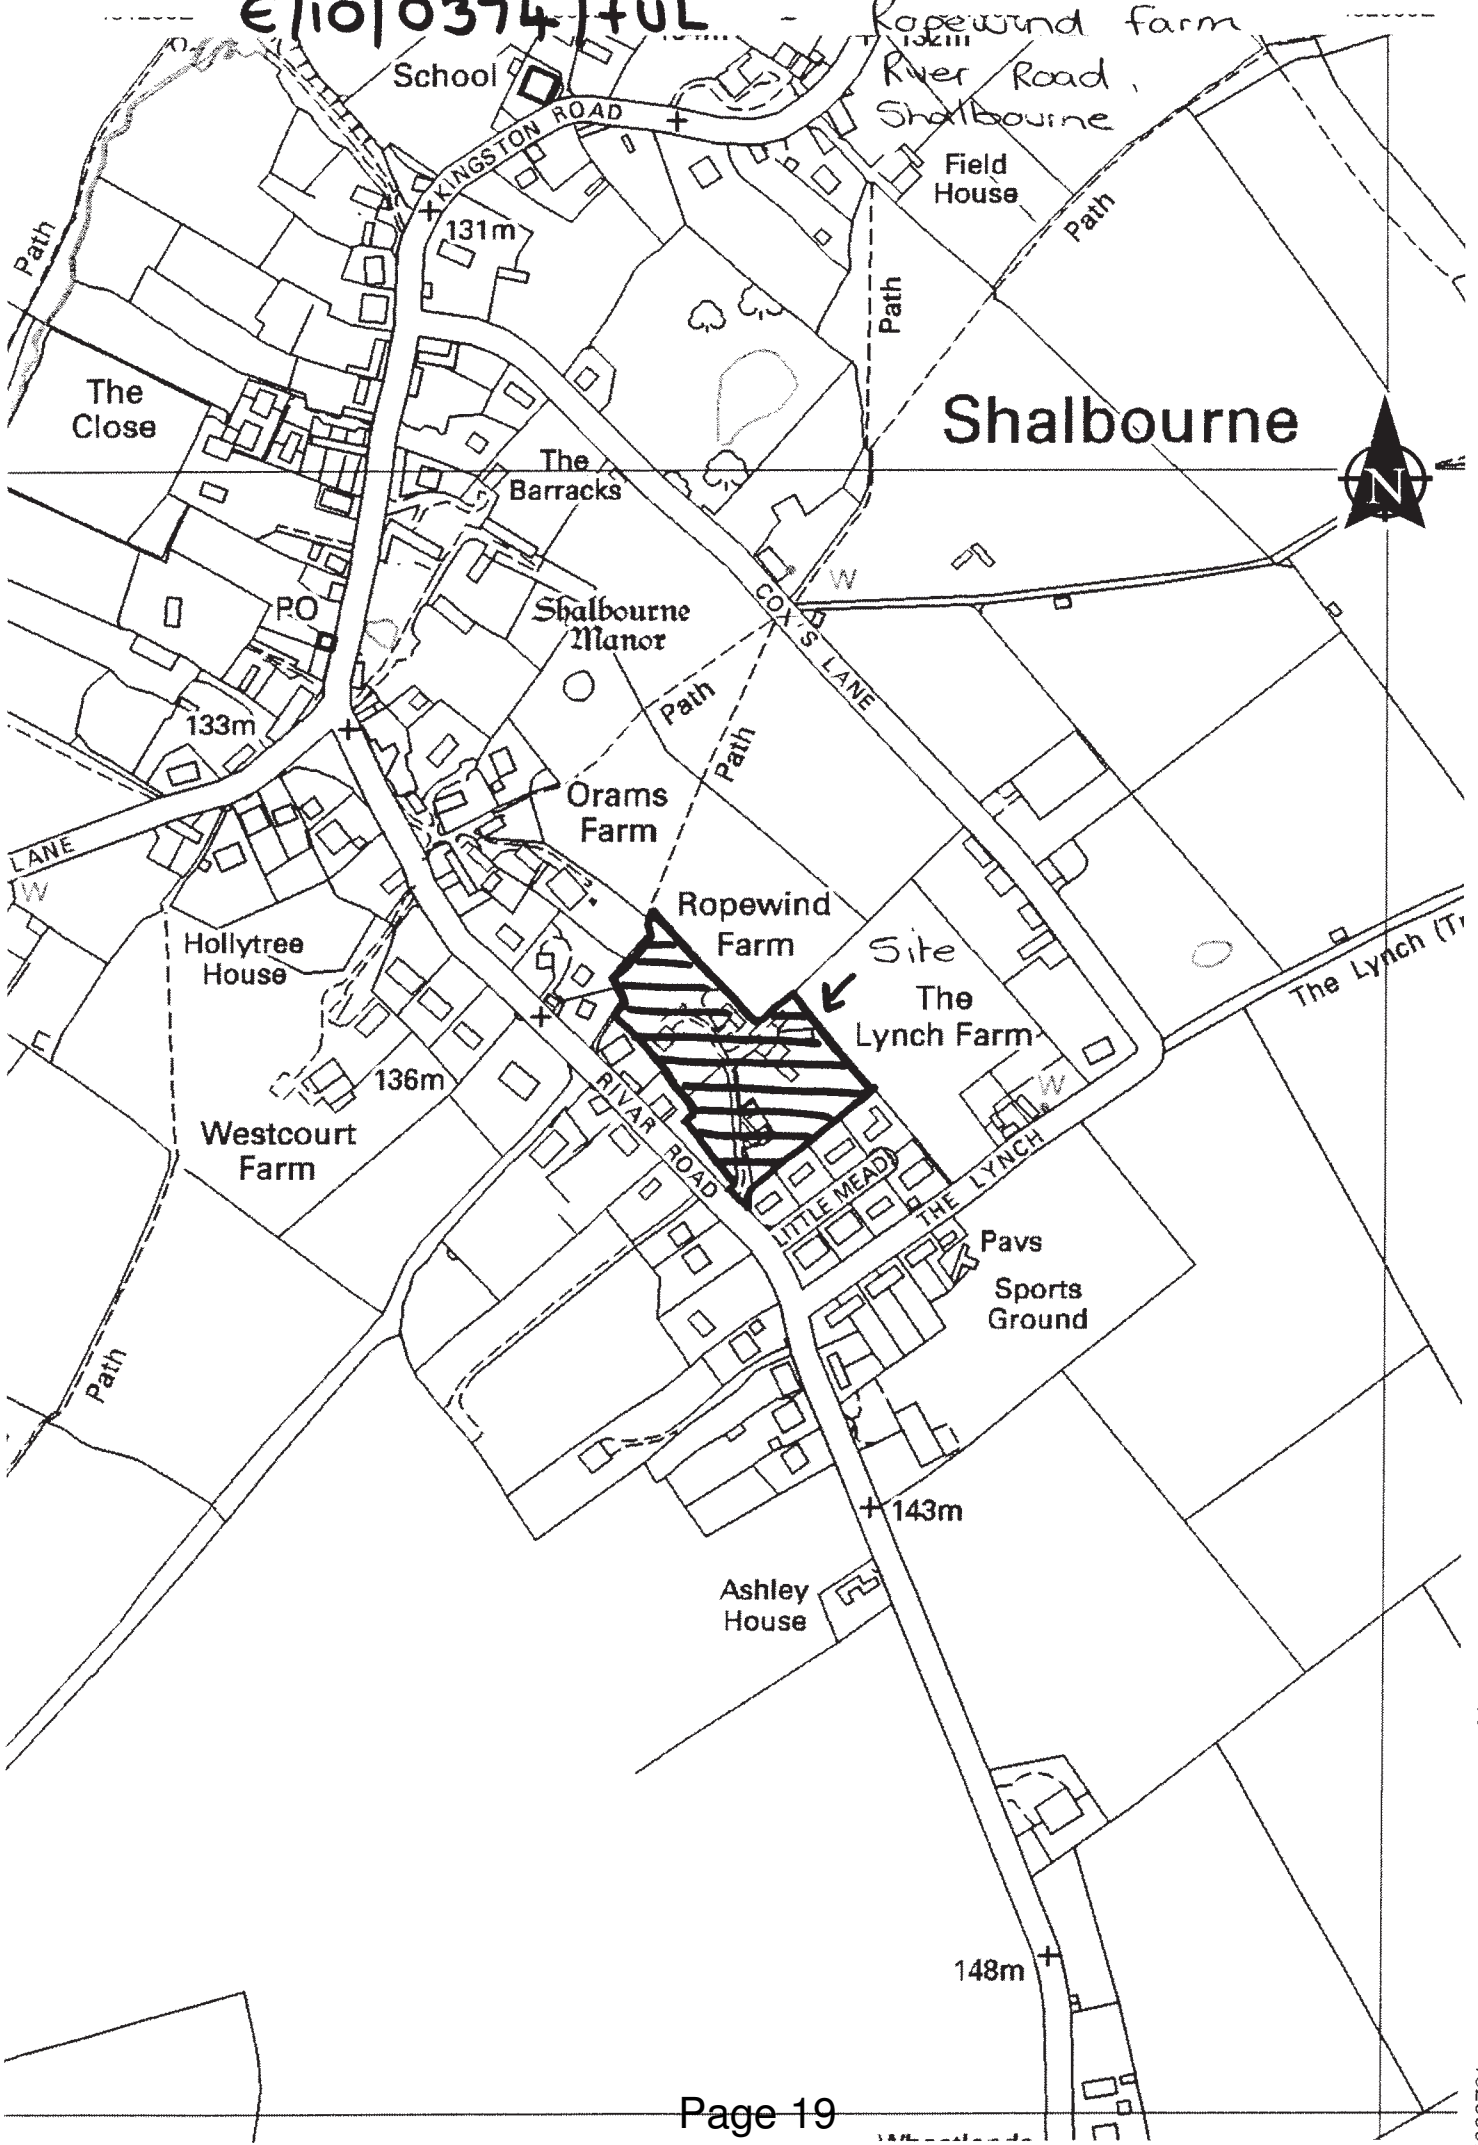 E/10/0374/FUL - Ropewind Farm
River Road,
Shalbourne
School
KINGSTON ROAD
Field
House
131m
Path
Path
Path
The
Close
Shalbourne
N
The
Barracks
W
PO
Shalbourne
Manor
COX'S LANE
Path
133m
Path
Orams
Farm
LANE
W
Ropewind
Farm
Hollytree
House
Site
The
Lynch Farm
The Lynch
136m
W
RIVAR ROAD
Westcourt
Farm
LITTLE MEAD
THE LYNCH
Pavs
Sports
Ground
Path
143m
Ashley
House
148m
Page 19